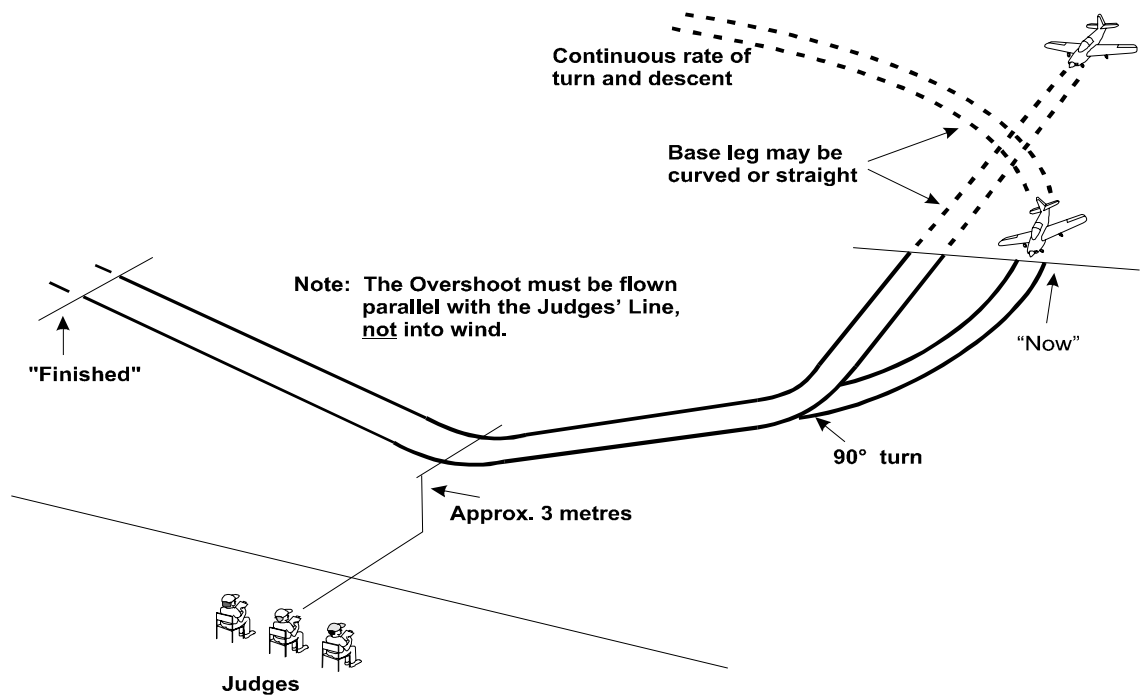 Continuous rate of
turn and descent
Base leg may be
curved or straight
Note: The Overshoot must be flown
parallel with the Judges’ Line,
not into wind.
"Finished"
“Now”
90° turn
Approx. 3 metres
Judges